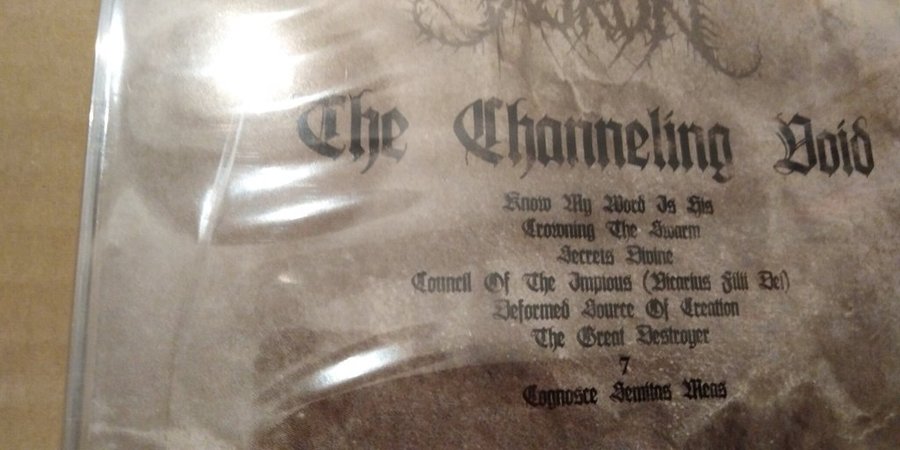 The Channeling Void
Know My Word Is His
Crowning The Swarm
Secrets Divine
Council Of The Impious (Vicarius Filii Dei)
Deformed Source Of Creation
The Great Destroyer
7
Cognosce Semitas Meas